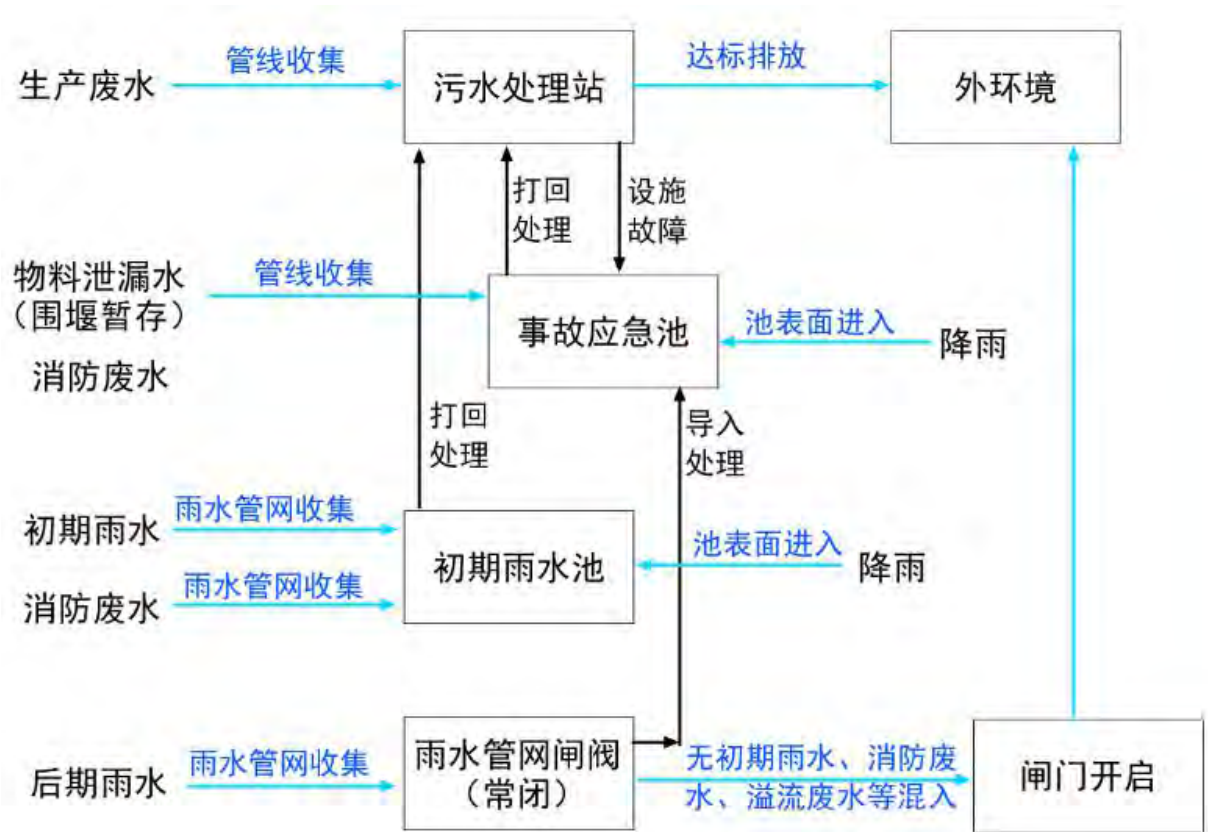 生产废水
管线收集
污水处理站
达标排放
外环境
打回
处理
设施
故障
物料泄漏水
（围堰暂存）
消防废水
管线收集
事故应急池
池表面进入
降雨
打回
处理
导入
处理
初期雨水
雨水管网收集
消防废水
雨水管网收集
初期雨水池
池表面进入
降雨
后期雨水
雨水管网收集
雨水管网闸阀
（常闭）
无初期雨水、消防废
水、溢流废水等混入
闸门开启